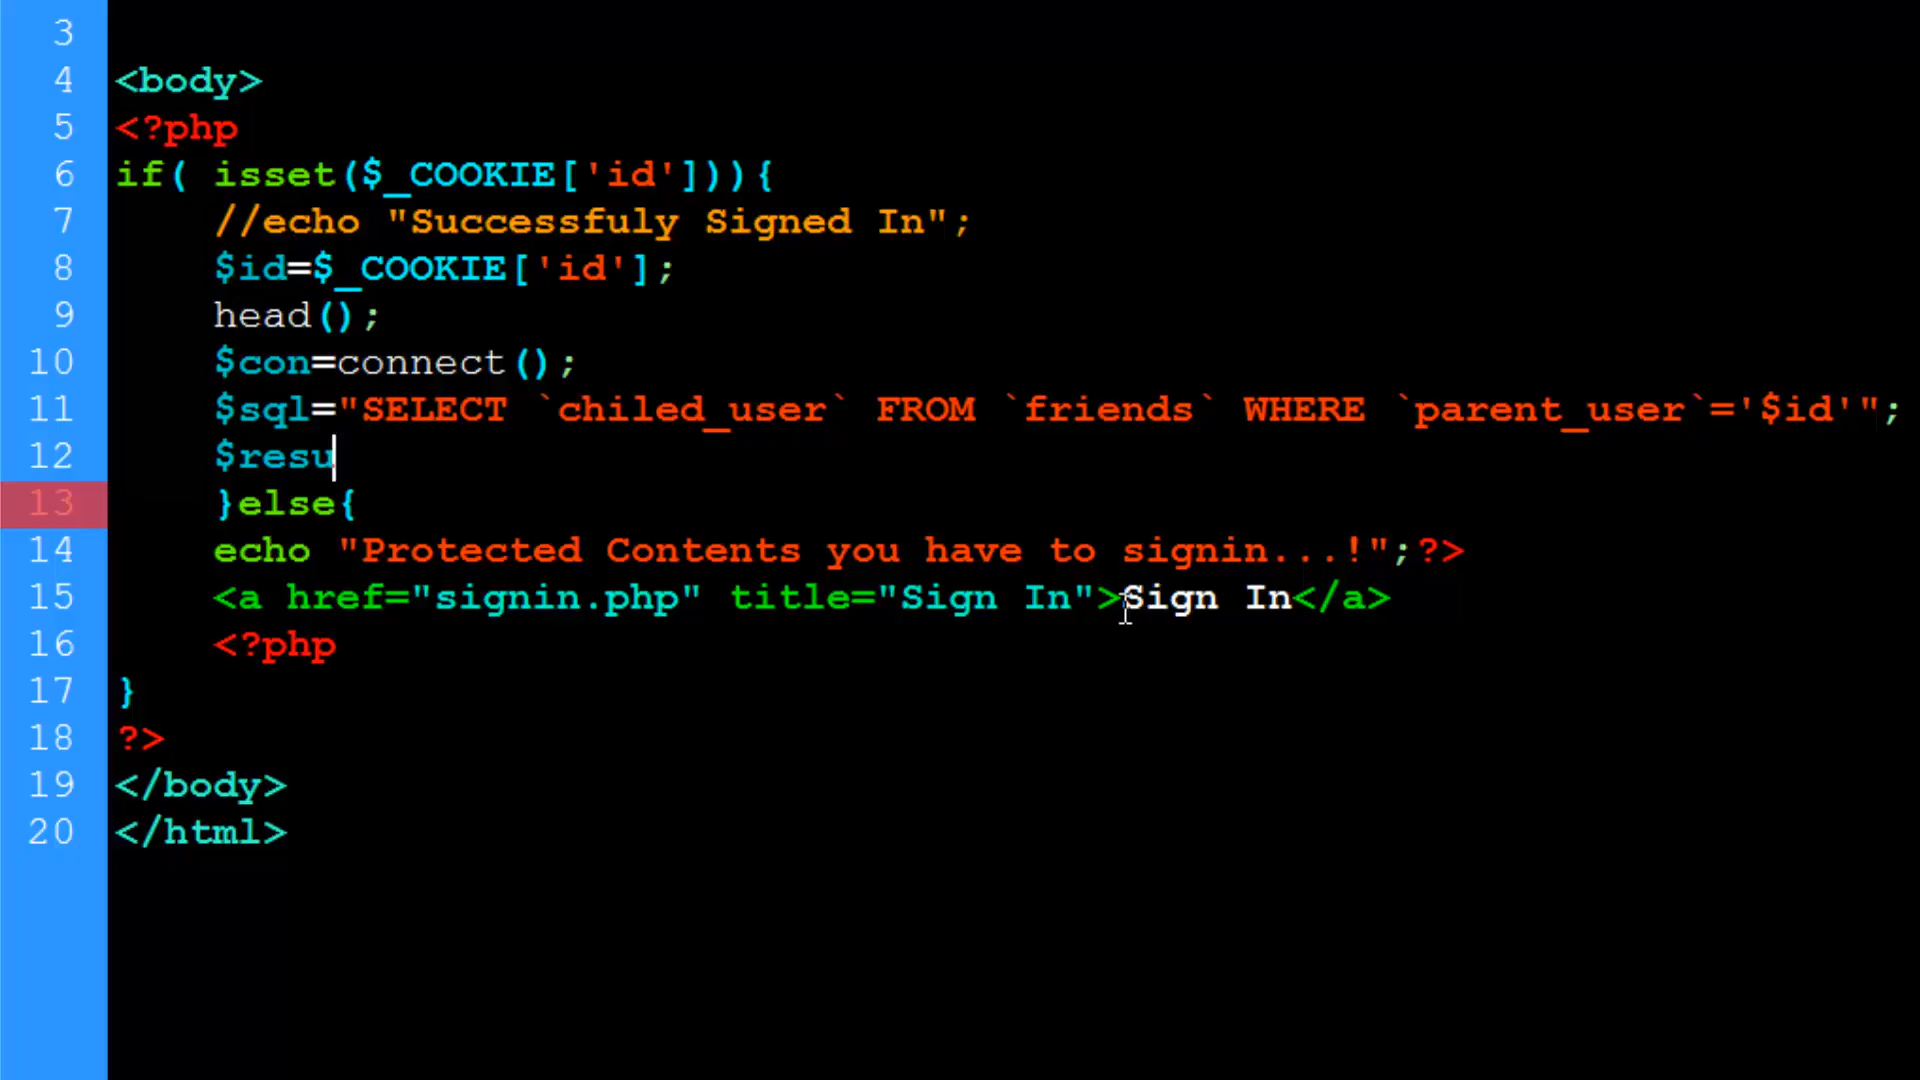 3
4 <body>
5 <?php
6 if( isset($_COOKIE['id'])){
7 //echo "Successfuly Signed In";
8 $id=$_COOKIE['id'];
9 head();
10 $con=connect();
11 $sql="SELECT `chiled_user` FROM `friends` WHERE `parent_user`='$id'";
12 $resu
13 }else{
14 echo "Protected Contents you have to signin...!";?>
15 <a href="signin.php" title="Sign In">Sign In</a>
16 <?php
17 }
18 ?>
19 </body>
20 </html>